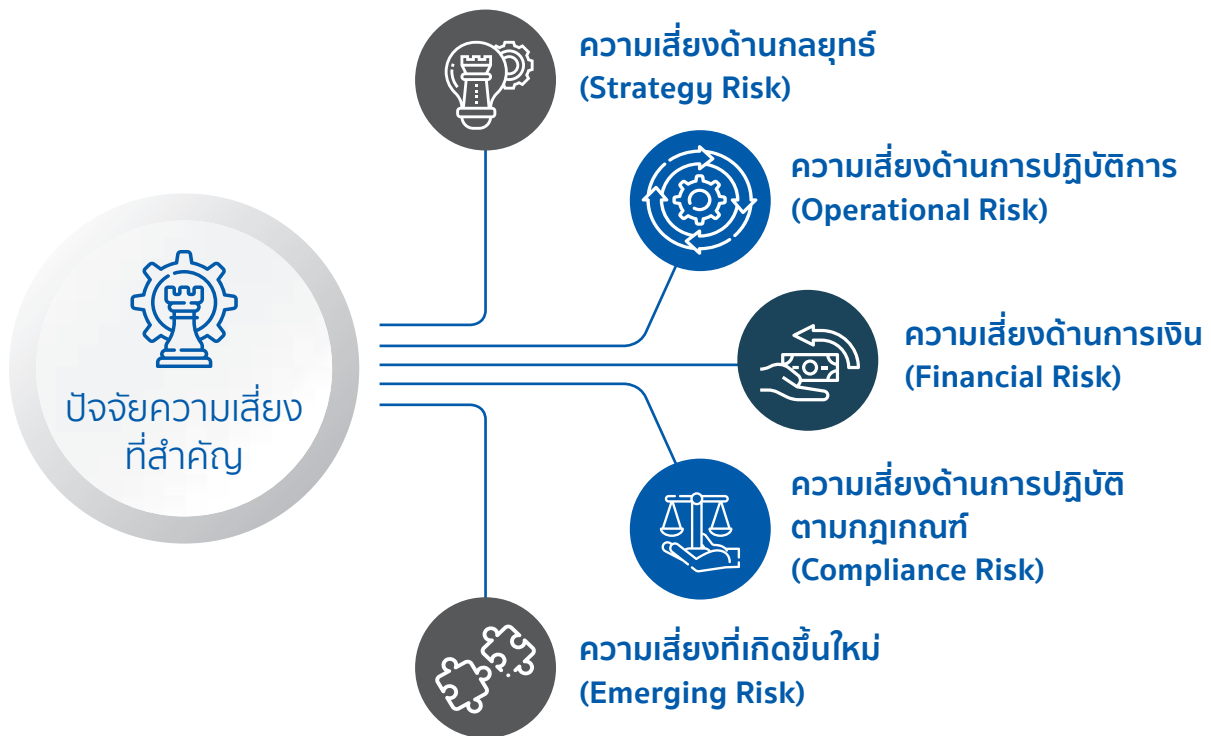 ปัจจัยความเสี่ยง
ที่สำคัญ
ความเสี่ยงด้านกลยุทธ์
(Strategy Risk)
ความเสี่ยงด้านการปฏิบัติการ
(Operational Risk)
ความเสี่ยงด้านการเงิน
(Financial Risk)
ความเสี่ยงด้านการปฏิบัติ
ตามกฎเกณฑ์
(Compliance Risk)
ความเสี่ยงที่เกิดขึ้นใหม่
(Emerging Risk)